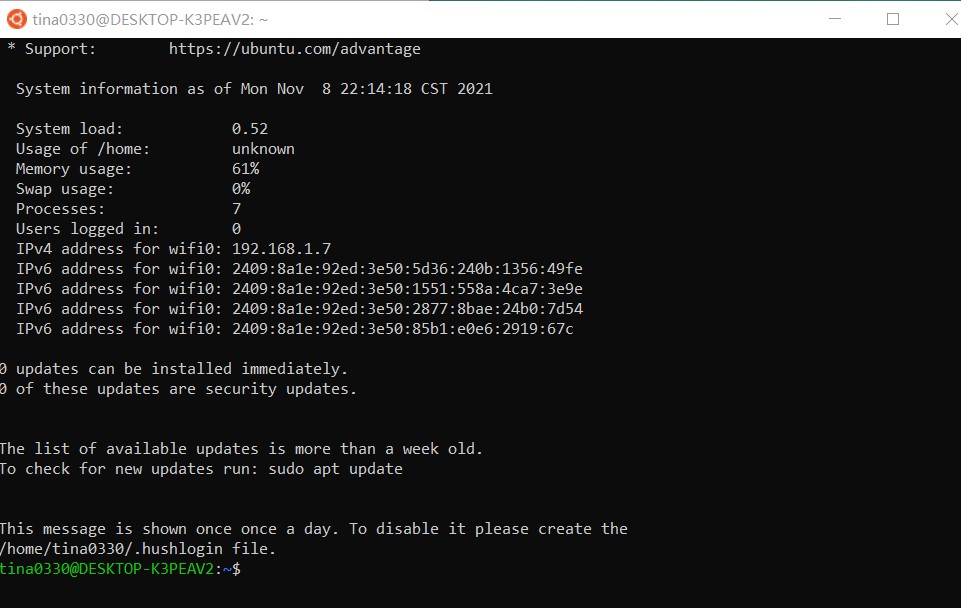 tina0330@DESKTOP-K3PEAV2: ~
* Support:        https://ubuntu.com/advantage
System information as of Mon Nov  8 22:14:18 CST 2021
System load:            0.52
Usage of /home:         unknown
Memory usage:           61%
Swap usage:             0%
Processes:              7
Users logged in:        0
IPv4 address for wifi0: 192.168.1.7
IPv6 address for wifi0: 2409:8a1e:92ed:3e50:5d36:240b:1356:49fe
IPv6 address for wifi0: 2409:8a1e:92ed:3e50:1551:558a:4ca7:3e9e
IPv6 address for wifi0: 2409:8a1e:92ed:3e50:2877:8bae:24b0:7d54
IPv6 address for wifi0: 2409:8a1e:92ed:3e50:85b1:e0e6:2919:67c
0 updates can be installed immediately.
0 of these updates are security updates.
The list of available updates is more than a week old.
To check for new updates run: sudo apt update
This message is shown once once a day. To disable it please create the
/home/tina0330/.hushlogin file.
tina0330@DESKTOP-K3PEAV2:~$